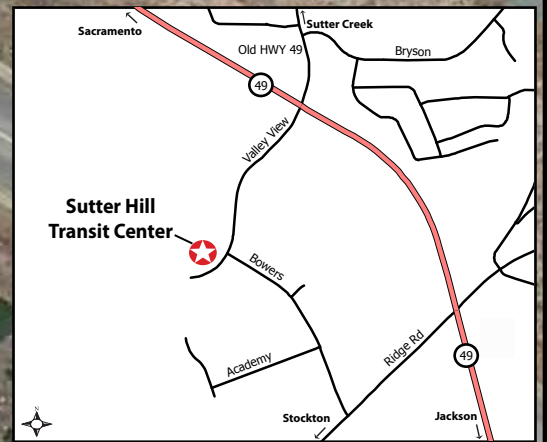 Sacramento
Sutter Creek
Old HWY 49
Bryson
49
Valley View
Sutter Hill
Transit Center
Bowers
Ridge Rd
49
Academy
Stockton
Jackson
N